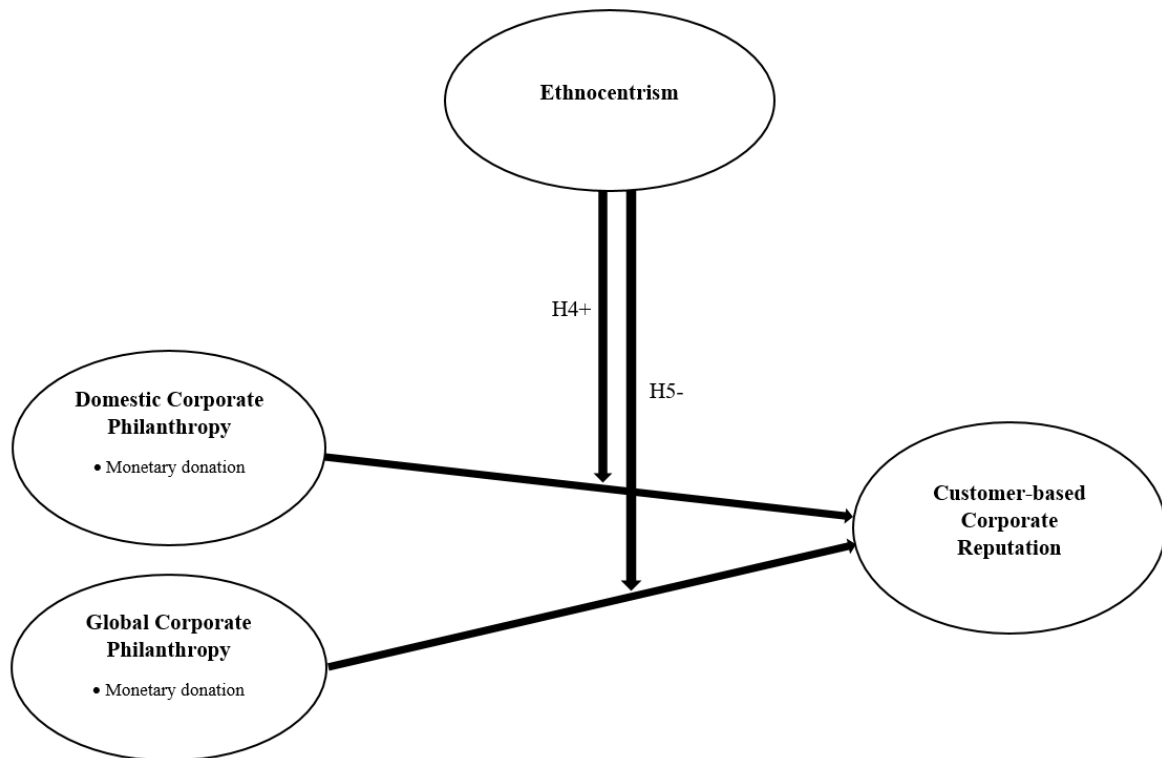 Ethnocentrism
H4+
H5-
Domestic Corporate
Philanthropy
• Monetary donation
Customer-based
Corporate
Reputation
Global Corporate
Philanthropy
• Monetary donation